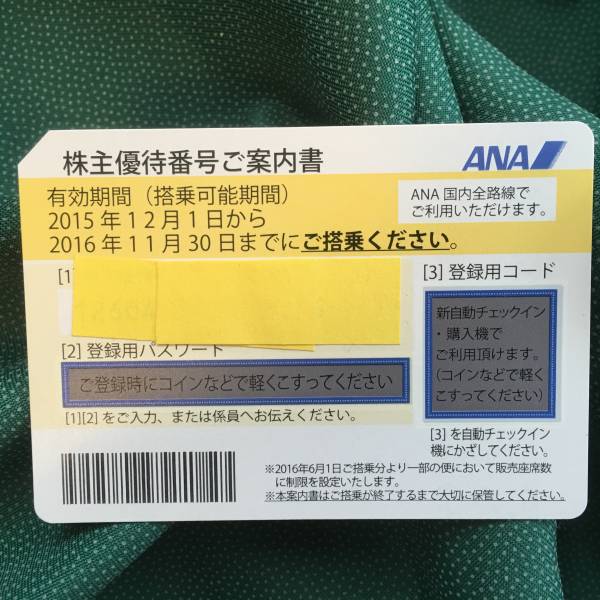 株主優待番号ご案内書
ANA
有効期間（搭乗可能期間）
2015年12月1日から
2016年11月30日までにご搭乗ください。
ANA国内全路線で
ご利用いただけます。
[1]
[3] 登録用コード
新自動チェックイン
・購入機で
ご利用頂けます。
(コインなどで軽く
こすってください)
[2] 登録用パスワード
ご登録時にコインなどで軽くこすってください
[1][2] をご入力、または係員へお伝えください。
[3] を自動チェックイン
機にかざしてください。
※2016年6月1日ご搭乗分より一部の便において販売座席数
に制限を設定いたします。
※本案内書はご搭乗が終了するまで大切に保管してください。